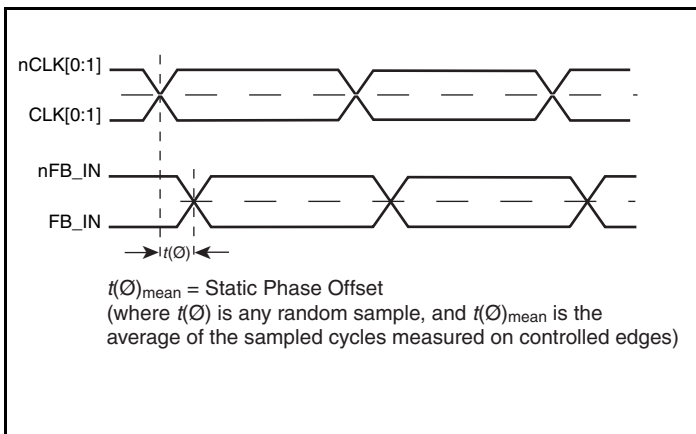 nCLK[0:1]
CLK[0:1]
nFB_IN
FB_IN
t(Ø)
t(Ø)mean = Static Phase Offset
(where t(Ø) is any random sample, and t(Ø)mean is the
average of the sampled cycles measured on controlled edges)